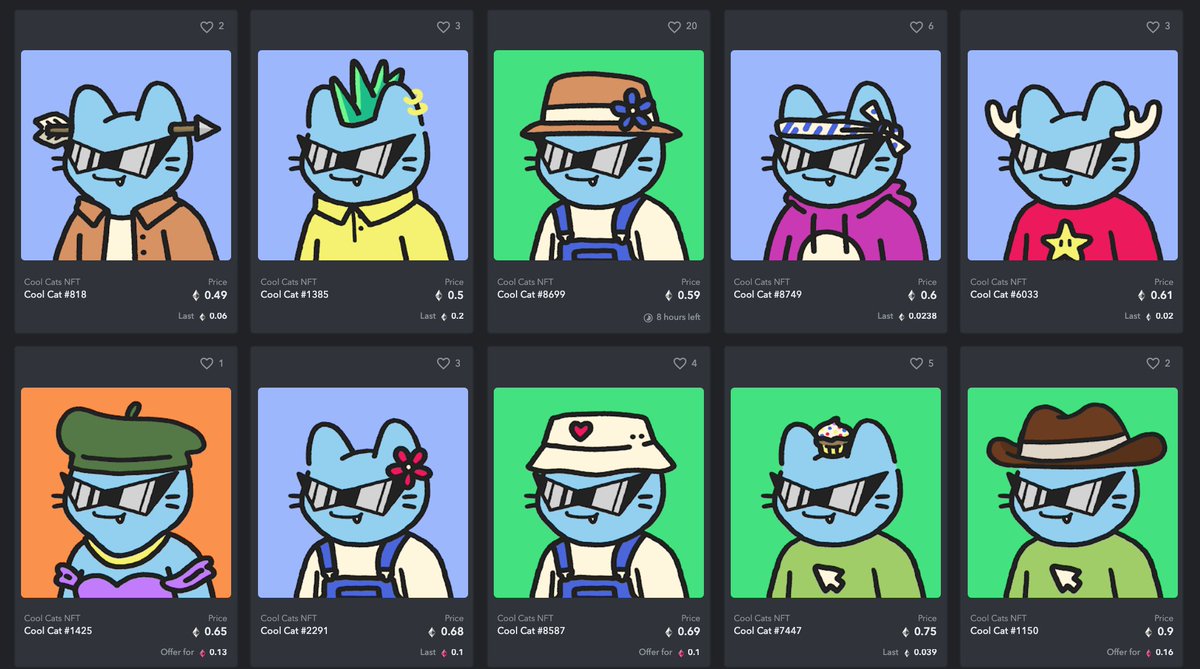 2
3
20
6
3
Cool Cats NFT Price
Cool Cat #818 0.49
Last 0.06
Cool Cats NFT Price
Cool Cat #1385 0.5
Last 0.2
Cool Cats NFT Price
Cool Cat #8699 0.59
8 hours left
Cool Cats NFT Price
Cool Cat #8749 0.6
Last 0.0238
Cool Cats NFT Price
Cool Cat #6033 0.61
Last 0.02
1
3
4
5
2
Cool Cats NFT Price
Cool Cat #1425 0.65
Offer for 0.13
Cool Cats NFT Price
Cool Cat #2291 0.68
Last 0.1
Cool Cats NFT Price
Cool Cat #8587 0.69
Offer for 0.1
Cool Cats NFT Price
Cool Cat #7447 0.75
Last 0.039
Cool Cats NFT Price
Cool Cat #1150 0.9
Offer for 0.16